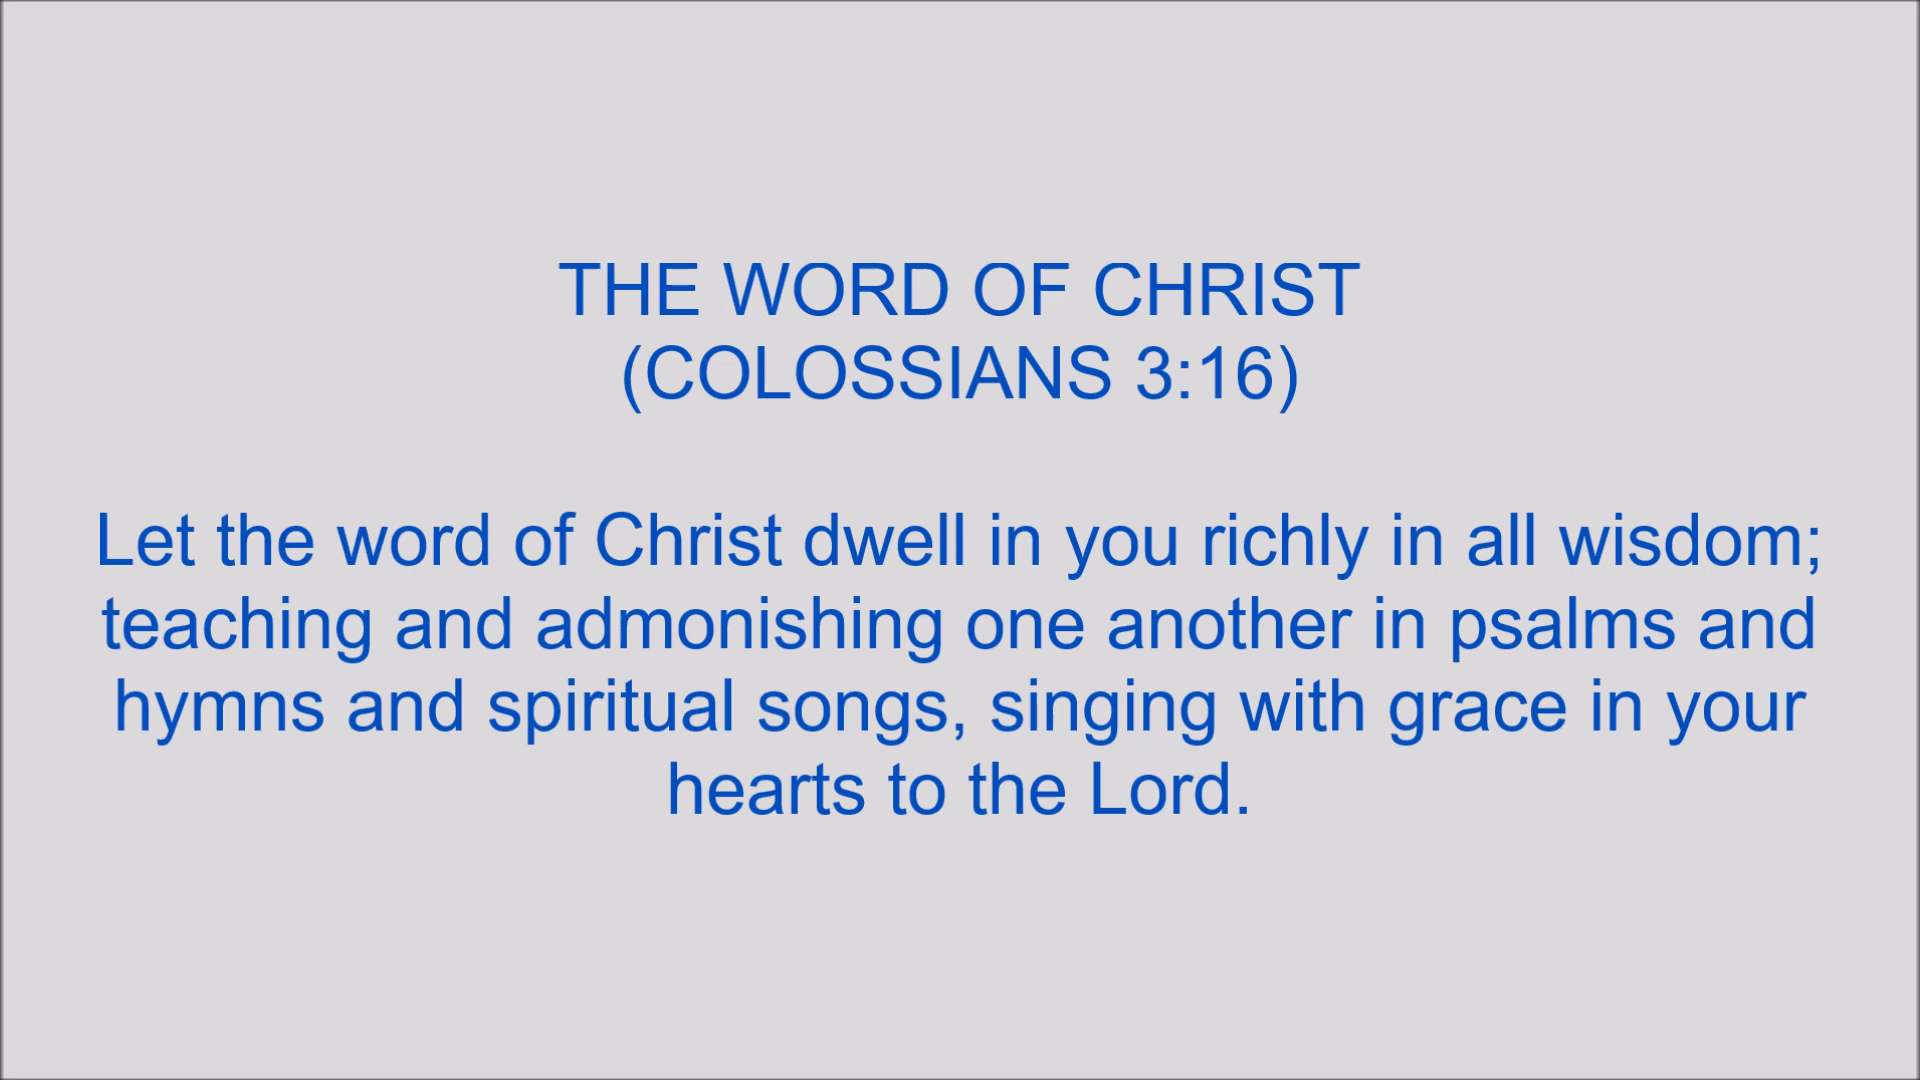 THE WORD OF CHRIST
(COLOSSIANS 3:16)
Let the word of Christ dwell in you richly in all wisdom;
teaching and admonishing one another in psalms and
hymns and spiritual songs, singing with grace in your
hearts to the Lord.